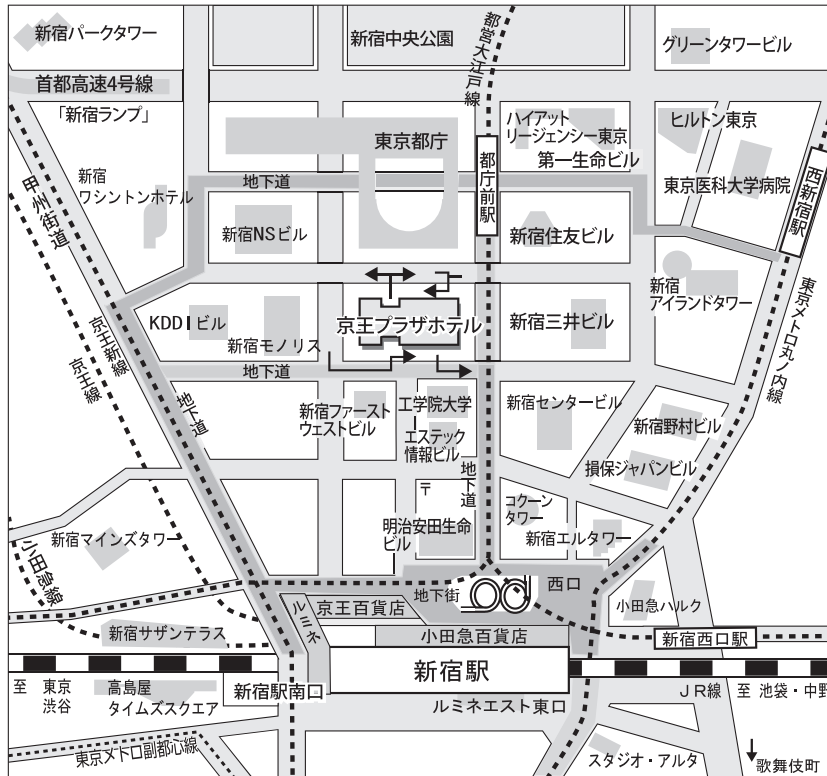 新宿パークタワー
新宿中央公園
都営大江戸線
グリーンタワービル
首都高速4号線
「新宿ランプ」
東京都庁
ハイアット
リージェンシー東京
第一生命ビル
ヒルトン東京
東京医科大学病院
西新宿駅
新宿
ワシントンホテル
地下道
都庁前駅
甲州街道
新宿NSビル
新宿住友ビル
新宿
アイランドタワー
東京メトロ丸ノ内線
KDDIビル
新宿モノリス
京王プラザホテル
新宿三井ビル
京王新線
京王線
地下道
地下道
新宿ファースト
ウェストビル
工学院大学
エステック
情報ビル
新宿センタービル
新宿野村ビル
損保ジャパンビル
地下道
〒
明治安田生命
ビル
コクーン
タワー
新宿エルタワー
新宿マインズタワー
小田急線
地下街
西口
小田急ハルク
京王百貨店
ルミネ
新宿サザンテラス
小田急百貨店
新宿西口駅
新宿駅
至 東京
渋谷
高島屋
タイムズスクエア
新宿駅南口
ルミネエスト東口
JR線 至 池袋・中野
東京メトロ副都心線
スタジオ・アルタ
歌舞伎町